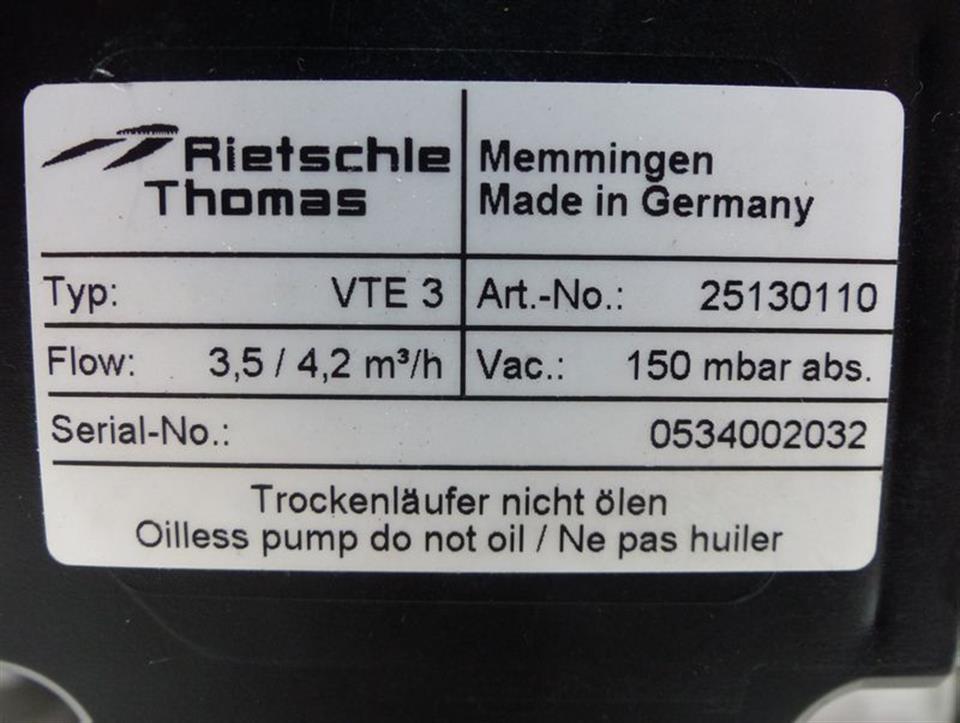 Rietschle
Thomas
Memmingen
Made in Germany
Typ: VTE 3
Art.-No.: 25130110
Flow: 3,5 / 4,2 m³/h
Vac.: 150 mbar abs.
Serial-No.: 0534002032
Trockenläufer nicht ölen
Oilless pump do not oil / Ne pas huiler